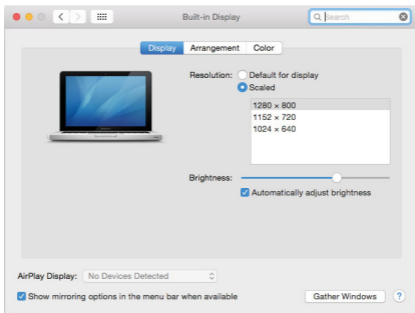 Built-in Display
Search
Display Arrangement Color
Resolution: Default for display
Scaled
1280 × 800
1152 × 720
1024 × 640
Brightness:
Automatically adjust brightness
AirPlay Display: No Devices Detected
Show mirroring options in the menu bar when available
Gather Windows ?